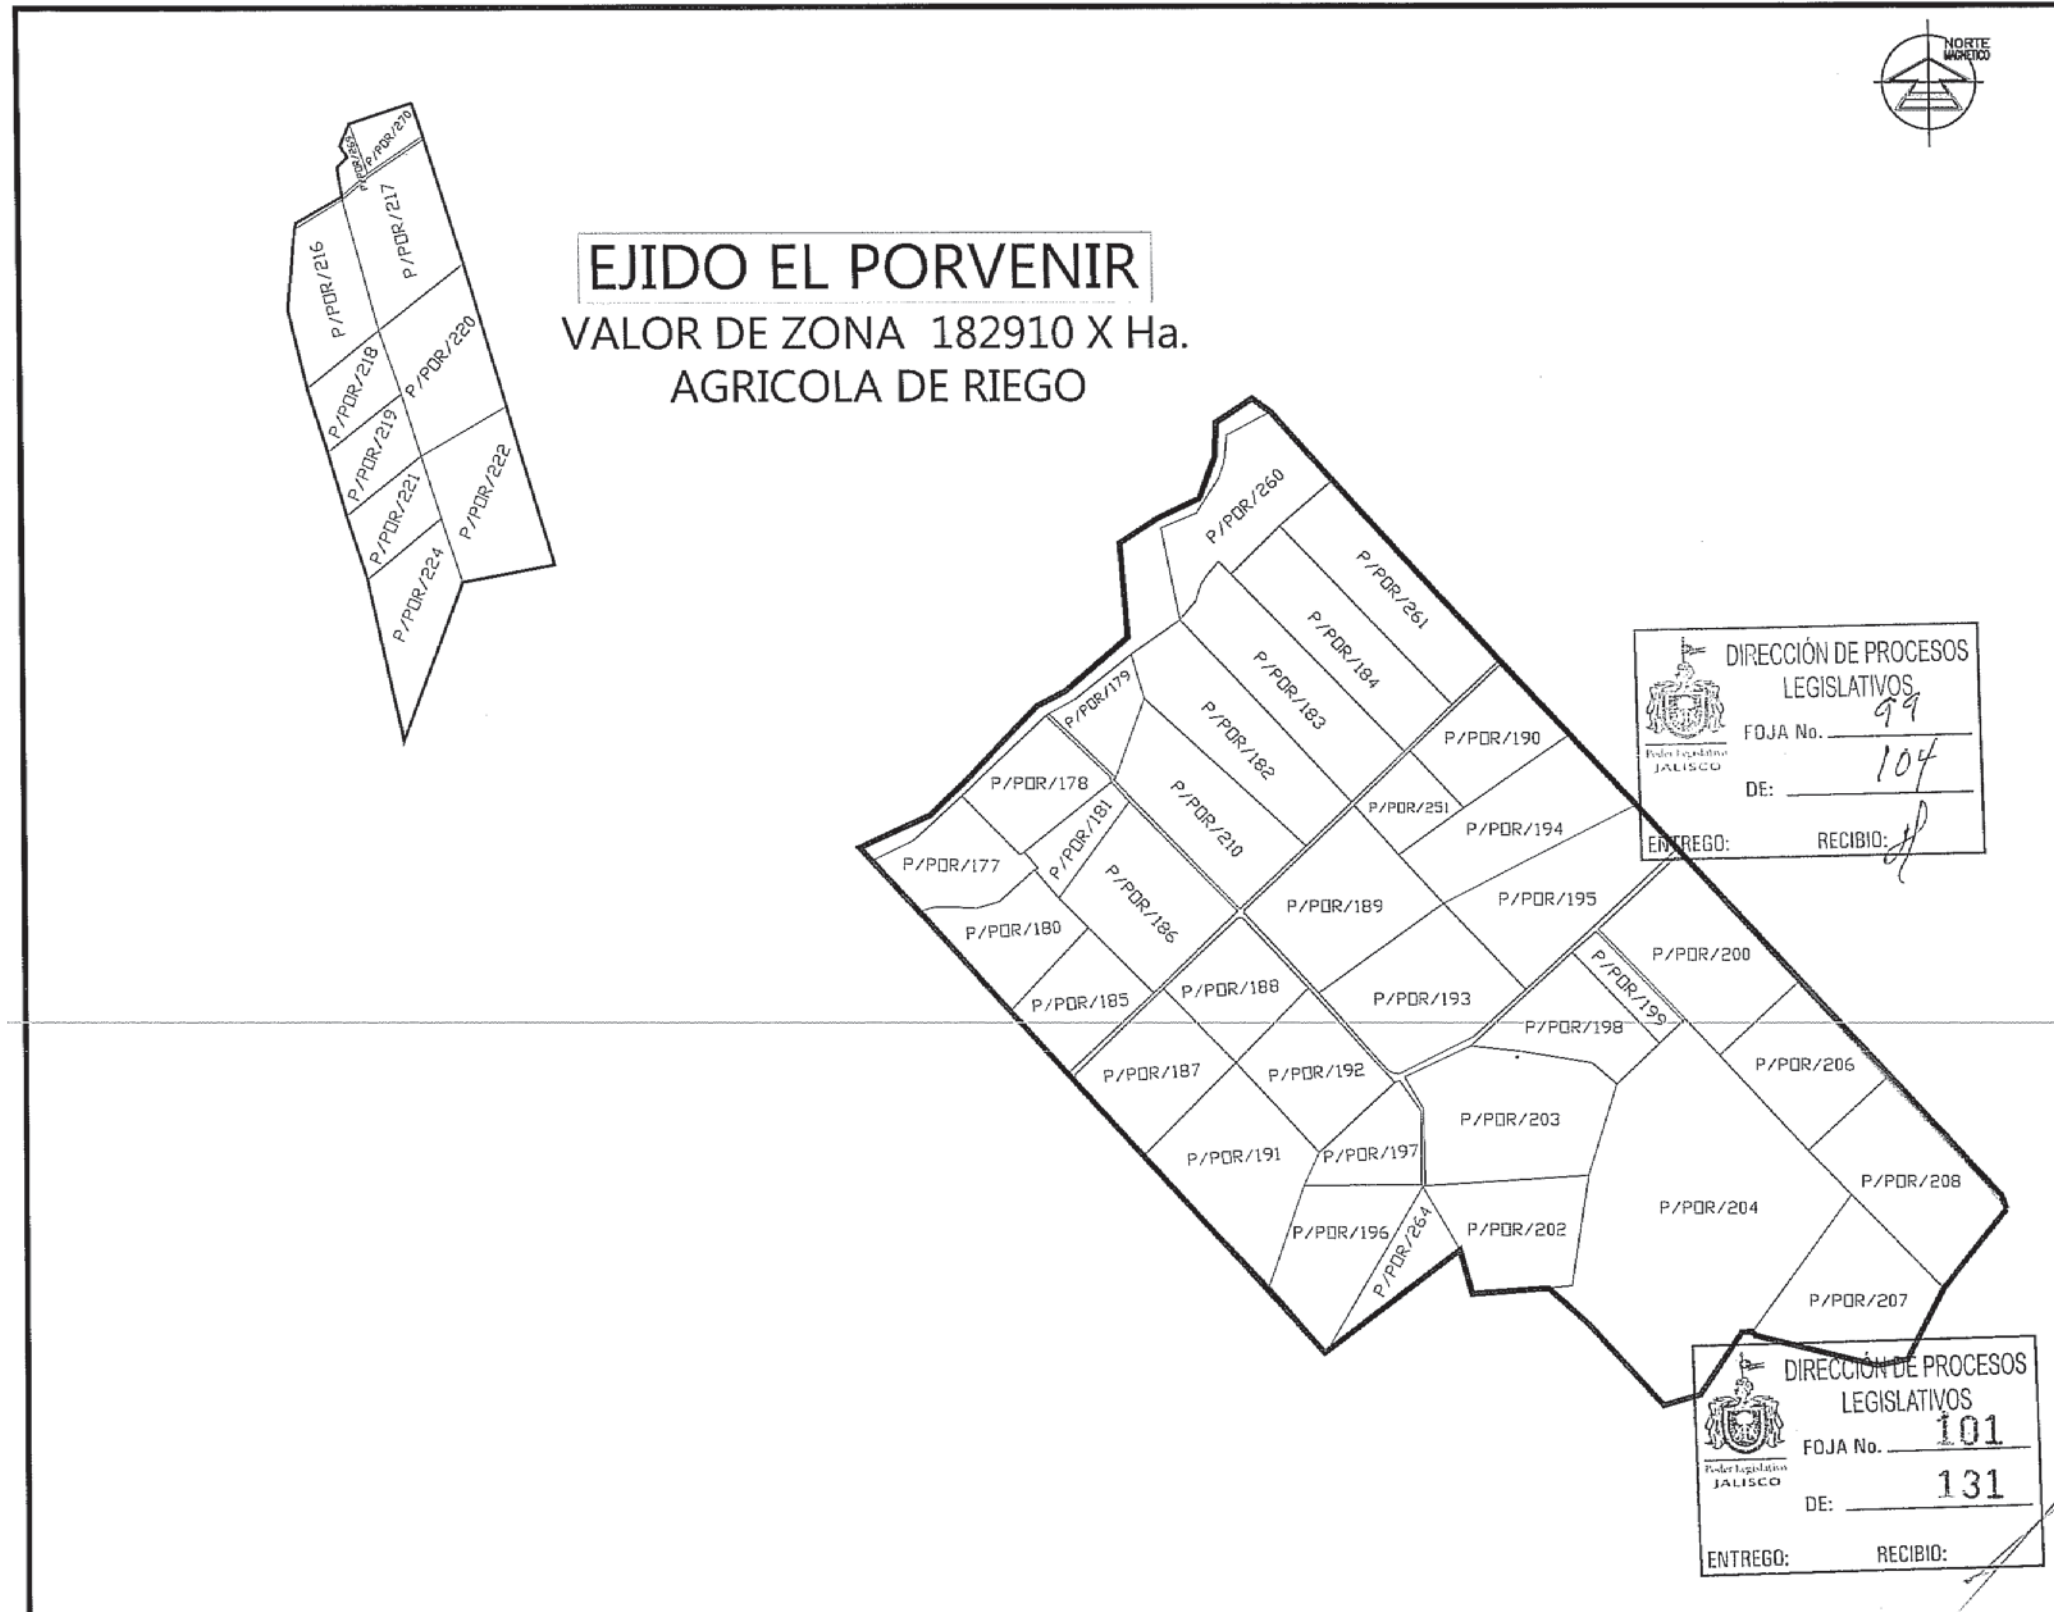 NORTE
MAGNETICO
P/POR/269
P/POR/270
P/POR/217
P/POR/216
P/POR/218
P/POR/220
P/POR/219
P/POR/221
P/POR/222
P/POR/224
EJIDO EL PORVENIR
VALOR DE ZONA 182910 X Ha.
AGRICOLA DE RIEGO
P/POR/260
P/POR/261
P/POR/184
P/POR/183
P/POR/179
P/POR/182
P/POR/190
P/POR/178
P/POR/181
P/POR/210
P/POR/251
P/POR/194
P/POR/177
P/POR/186
P/POR/189
P/POR/195
P/POR/180
P/POR/200
P/POR/199
P/POR/185
P/POR/188
P/POR/193
P/POR/198
P/POR/187
P/POR/192
P/POR/206
P/POR/203
P/POR/191
P/POR/197
P/POR/208
P/POR/204
P/POR/196
P/POR/264
P/POR/202
P/POR/207
DIRECCIÓN DE PROCESOS
LEGISLATIVOS
FOJA No. 99
Poder Legislativo
JALISCO
DE: 104
ENTREGO: RECIBIO:
DIRECCIÓN DE PROCESOS
LEGISLATIVOS
FOJA No. 101
Poder Legislativo
JALISCO
DE: 131
ENTREGO: RECIBIO: